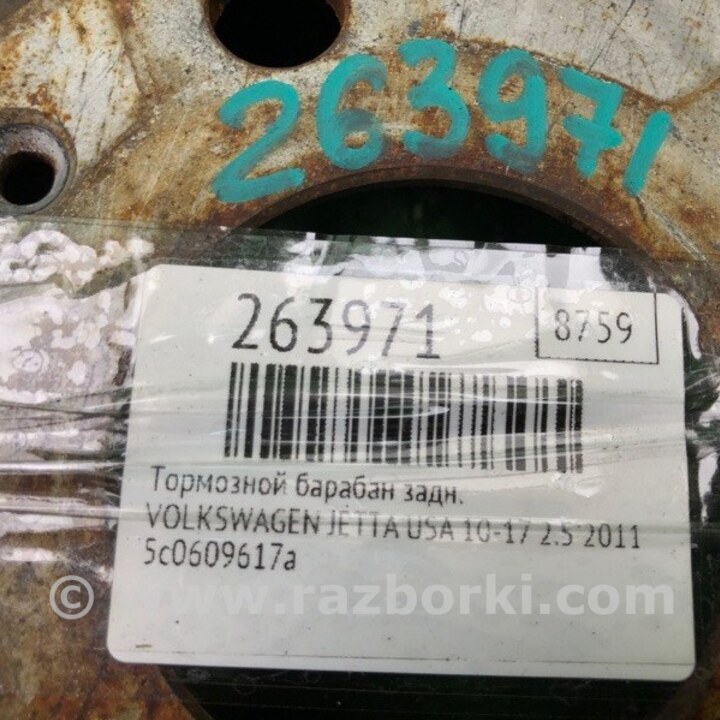 263971
263971
8759
Тормозной барабан задн.
VOLKSWAGEN JETTA USA 10-17 2.5 2011
5c0609617a
© www.razborki.com